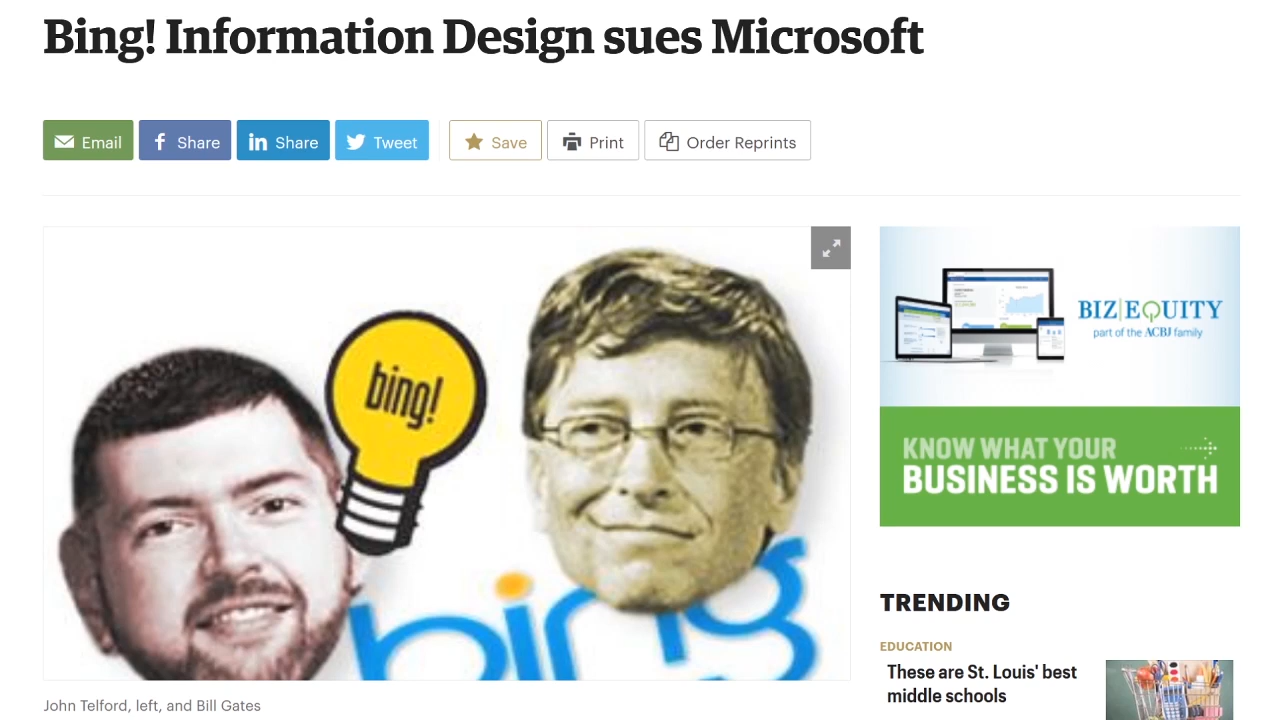 Bing! Information Design sues Microsoft
Email
Share
Share
Tweet
Save
Print
Order Reprints
bing!
bing
John Telford, left, and Bill Gates
BIZ|EQUITY
part of the ACBJ family
KNOW WHAT YOUR
BUSINESS IS WORTH
TRENDING
EDUCATION
These are St. Louis' best
middle schools